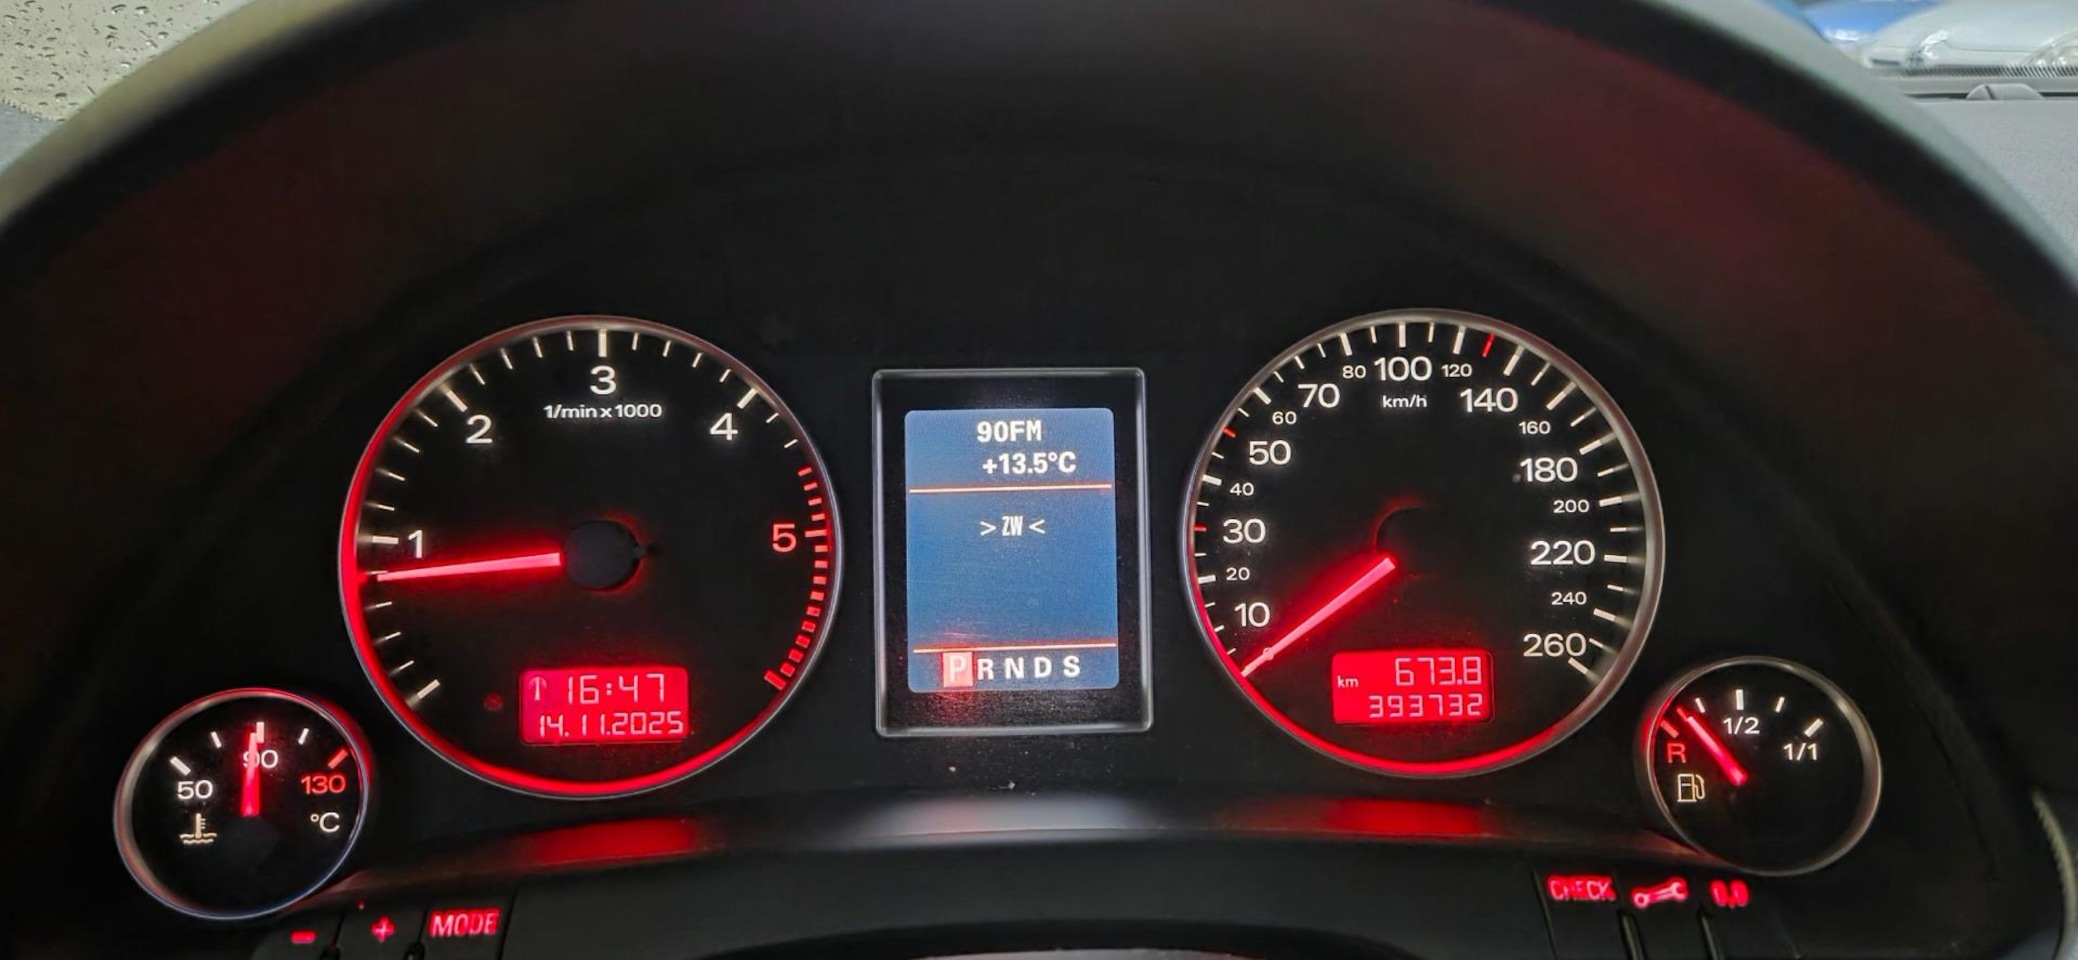 1
2
3
4
5
1/min x 1000
16:47
14.11.2025
50
90
130
°C
90FM
+13.5°C
> ZW <
P R N D S
10
20
30
40
50
60
70
80
100
120
140
160
180
200
220
240
260
km/h
km 673.8
393732
R
1/2
1/1
- + MODE
CHECK 0,0